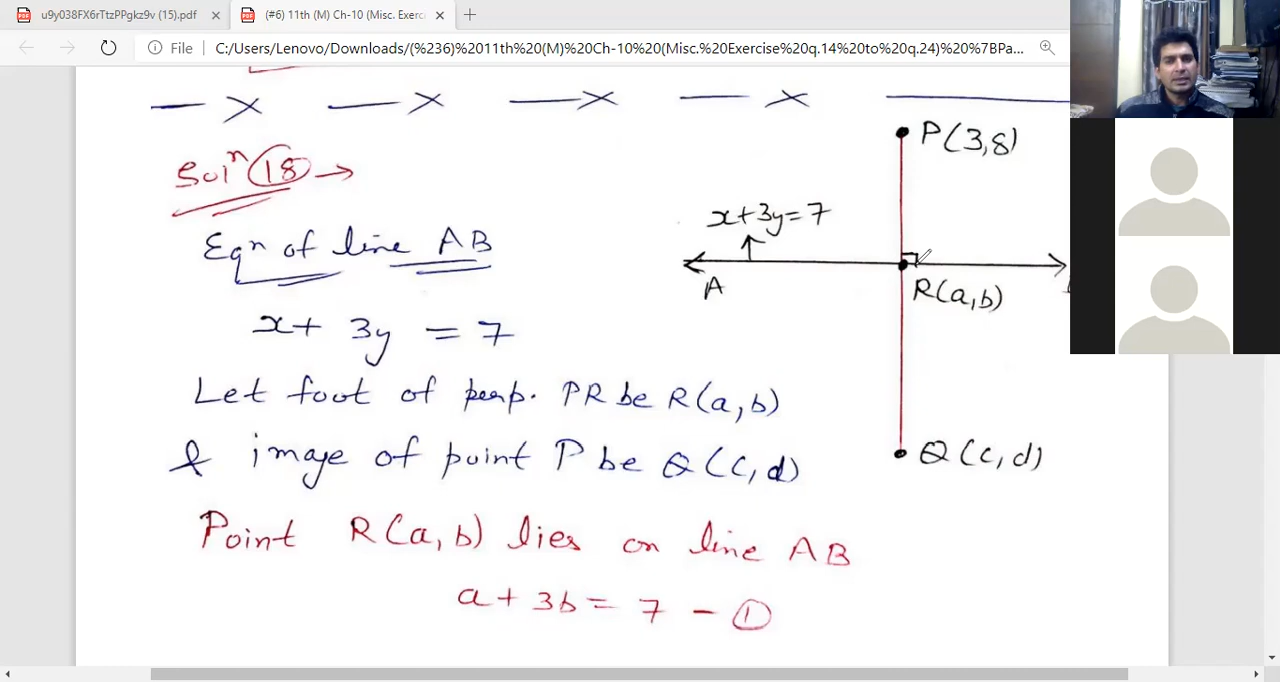 u9y038FX6rTtzPPgkz9v (15).pdf
(#6) 11th (M) Ch-10 (Misc. Exerc
File
C:/Users/Lenovo/Downloads/(%236)%2011th%20(M)%20Ch-10%20(Misc.%20Exercise%20q.14%20to%20q.24)%20%7BPa...
Solⁿ (18) →
P(3,8)
x+3y=7
Eqⁿ of line AB
A
R(a,b)
x+ 3y = 7
Let foot of perp. PR be R(a,b)
& image of point P be Q(c,d)
Q(c,d)
Point R(a,b) lies on line AB
a+3b = 7 - ①